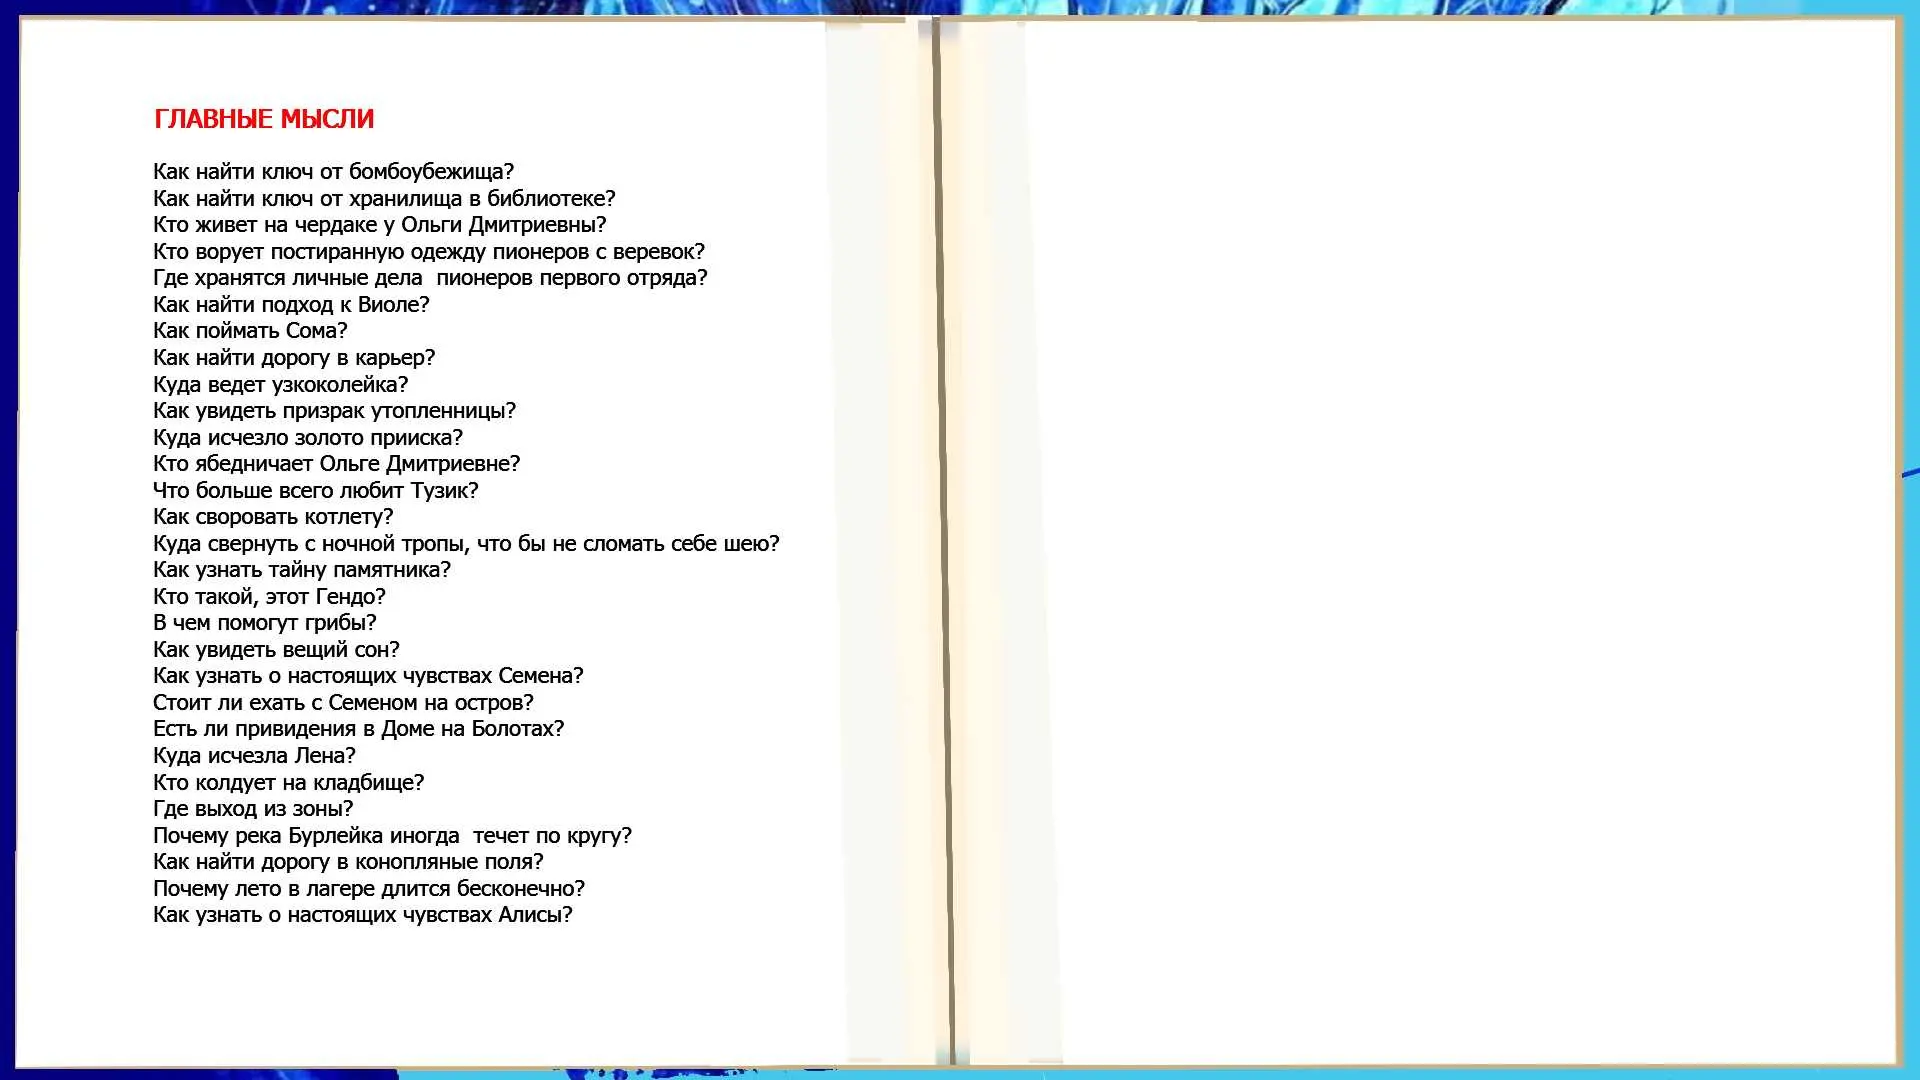 ГЛАВНЫЕ МЫСЛИ
Как найти ключ от бомбоубежища?
Как найти ключ от хранилища в библиотеке?
Кто живет на чердаке у Ольги Дмитриевны?
Кто ворует постиранную одежду пионеров с веревок?
Где хранятся личные дела  пионеров первого отряда?
Как найти подход к Виоле?
Как поймать Сома?
Как найти дорогу в карьер?
Куда ведет узкоколейка?
Как увидеть призрак утопленницы?
Куда исчезло золото прииска?
Кто ябедничает Ольге Дмитриевне?
Что больше всего любит Тузик?
Как своровать котлету?
Куда свернуть с ночной тропы, что бы не сломать себе шею?
Как узнать тайну памятника?
Кто такой, этот Гендо?
В чем помогут грибы?
Как увидеть вещий сон?
Как узнать о настоящих чувствах Семена?
Стоит ли ехать с Семеном на остров?
Есть ли привидения в Доме на Болотах?
Куда исчезла Лена?
Кто колдует на кладбище?
Где выход из зоны?
Почему река Бурлейка иногда  течет по кругу?
Как найти дорогу в конопляные поля?
Почему лето в лагере длится бесконечно?
Как узнать о настоящих чувствах Алисы?